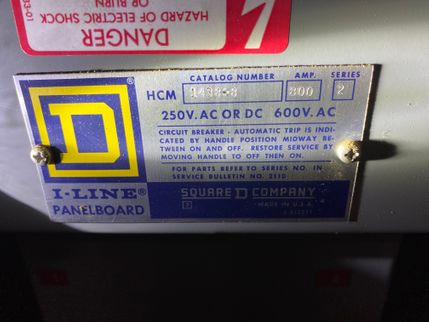 OR BURN
HAZARD OF ELECTRIC SHOCK
DANGER
CATALOG NUMBER AMP. SERIES
HCM 800 2
250V. AC OR DC 600V. AC
CIRCUIT BREAKER - AUTOMATIC TRIP IS INDI-
CATED BY HANDLE POSITION MIDWAY BE-
TWEEN ON AND OFF. RESTORE SERVICE BY
MOVING HANDLE TO OFF THEN ON.
FOR PARTS REFER TO SERIES NO. IN
SERVICE BULLETIN NO. 2110
D
I-LINE®
PANELBOARD
SQUARE D COMPANY
MADE IN U.S.A.